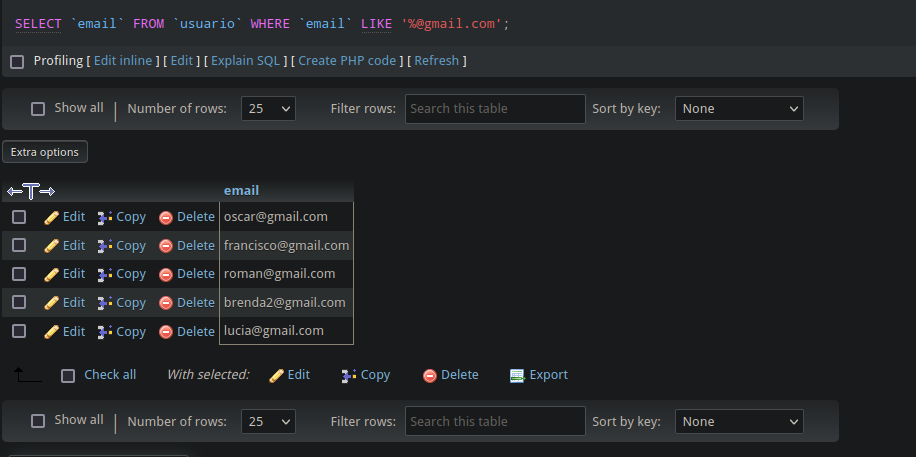 SELECT `email` FROM `usuario` WHERE `email` LIKE '%@gmail.com';
Profiling [ Edit inline ] [ Edit ] [ Explain SQL ] [ Create PHP code ] [ Refresh ]
Show all | Number of rows: 25 Filter rows: Search this table Sort by key: None
Extra options
email
Edit Copy Delete oscar@gmail.com
Edit Copy Delete francisco@gmail.com
Edit Copy Delete roman@gmail.com
Edit Copy Delete brenda2@gmail.com
Edit Copy Delete lucia@gmail.com
Check all With selected: Edit Copy Delete Export
Show all | Number of rows: 25 Filter rows: Search this table Sort by key: None